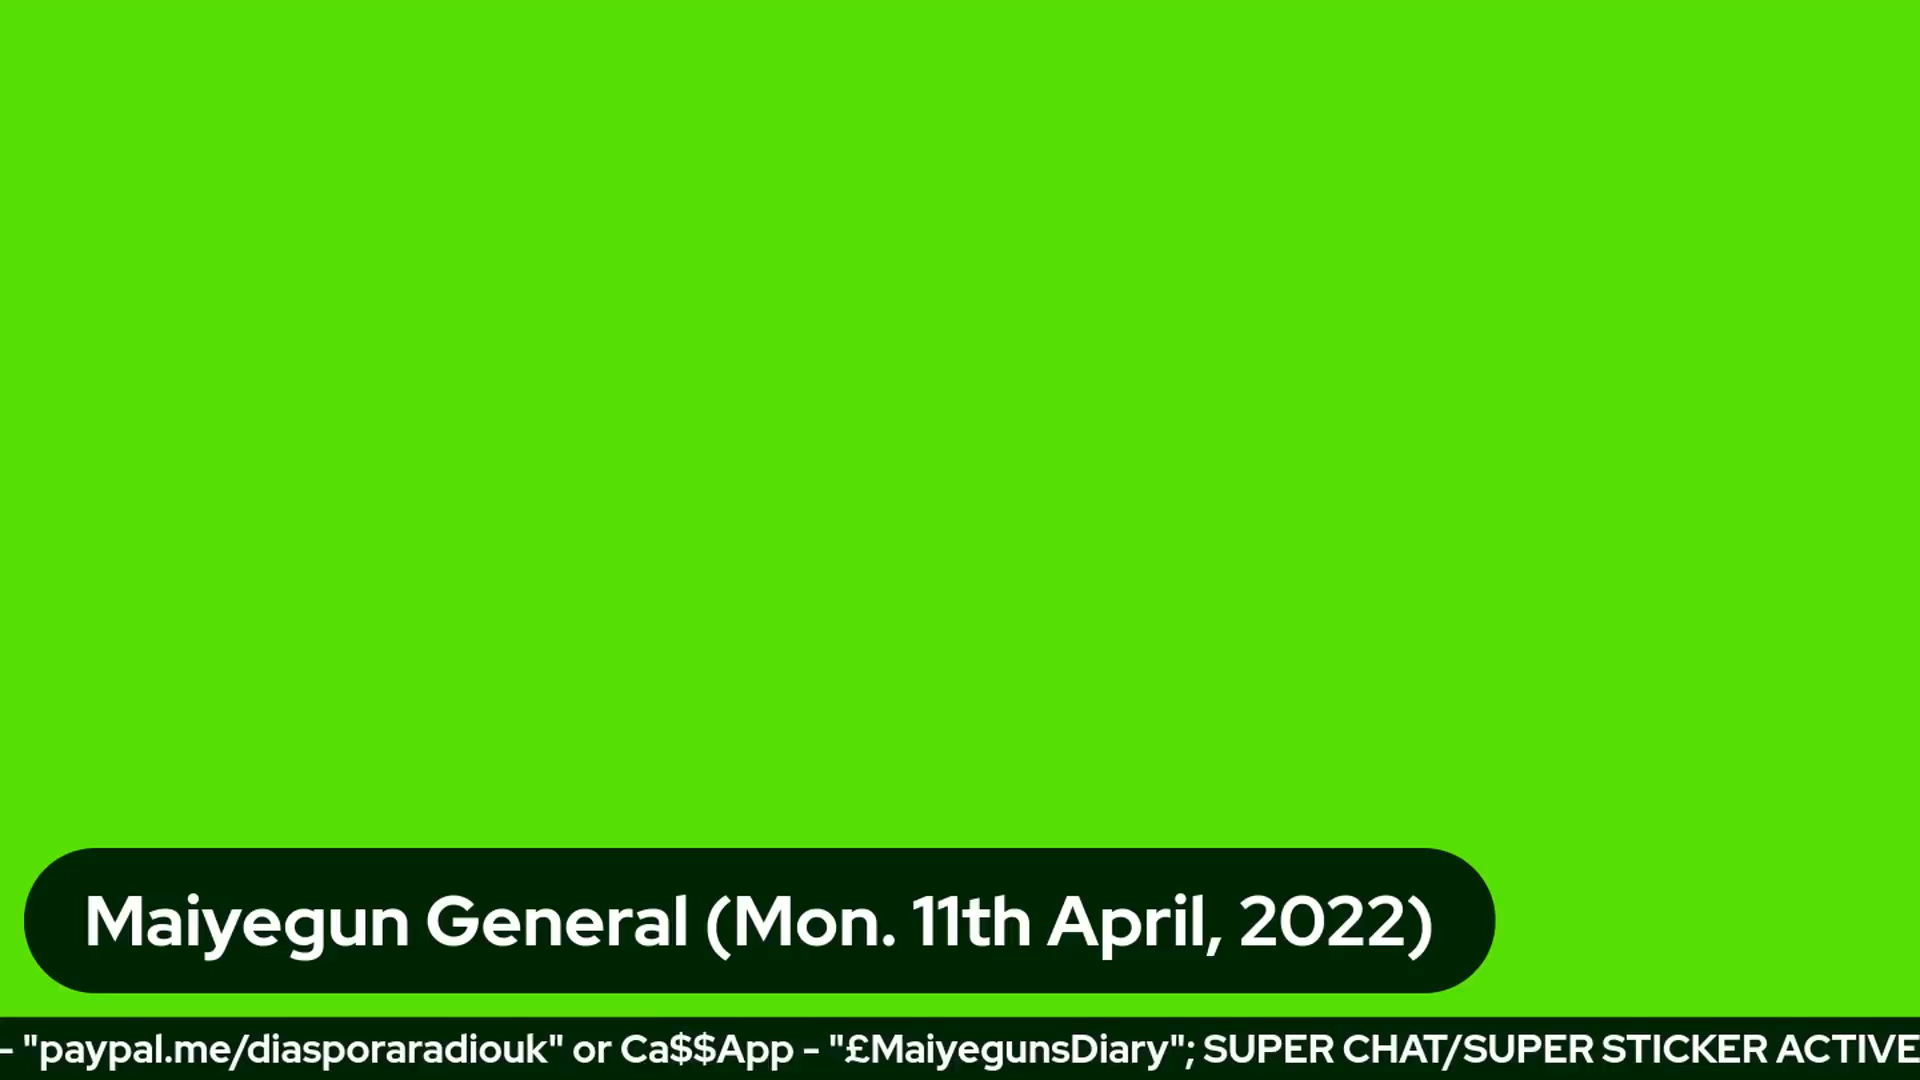 Maiyegun General (Mon. 11th April, 2022)
- "paypal.me/diasporaradiouk" or Ca$$App - "£MaiyegunsDiary"; SUPER CHAT/SUPER STICKER ACTIVE